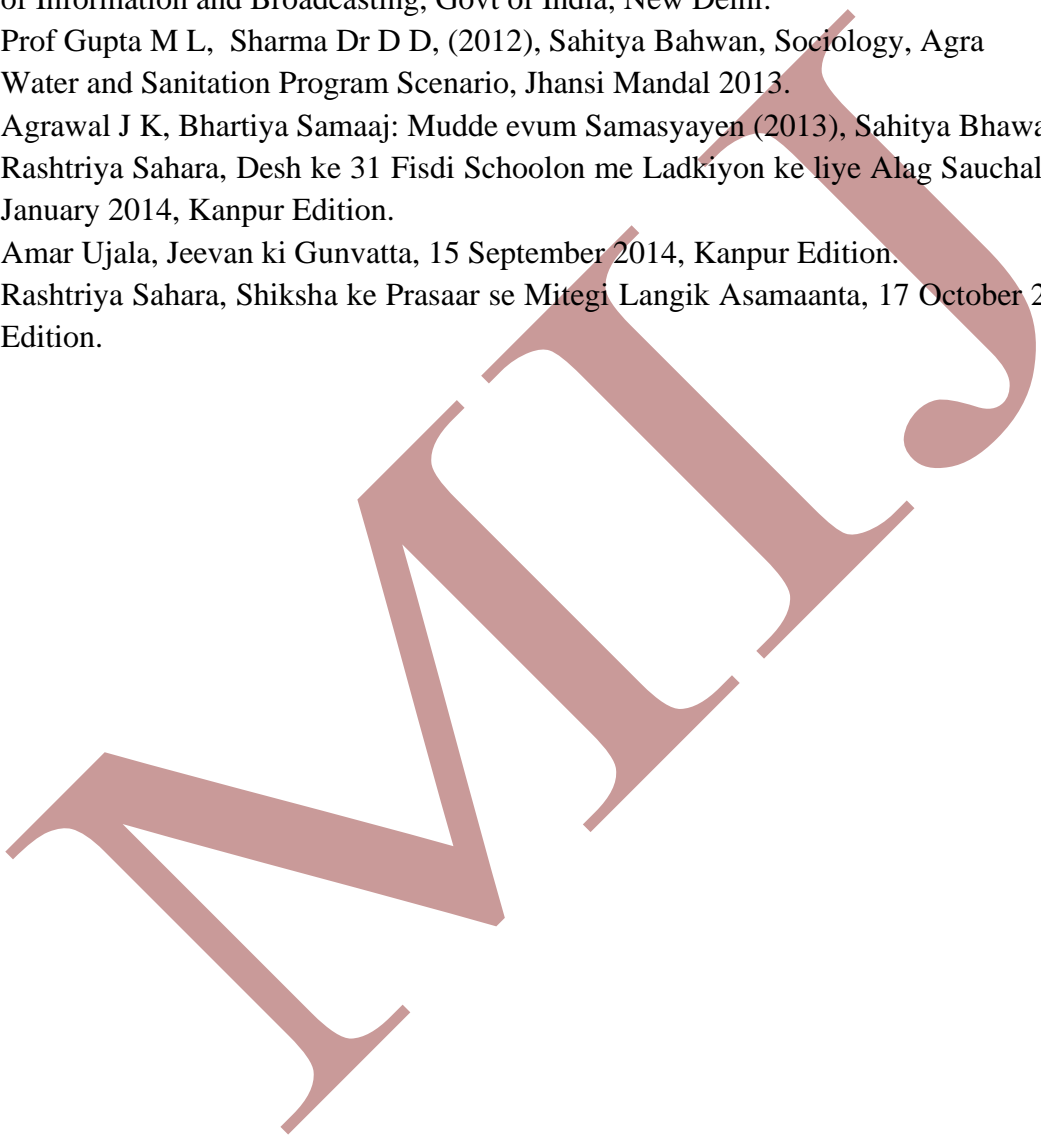 of Information and Broadcasting, Govt of India, New Delhi.
Prof Gupta M L, Sharma Dr D D, (2012), Sahitya Bahwan, Sociology, Agra
Water and Sanitation Program Scenario, Jhansi Mandal 2013.
Agrawal J K, Bhartiya Samaaj: Mudde evum Samasyayen (2013), Sahitya Bhawa
Rashtriya Sahara, Desh ke 31 Fisdi Schoolon me Ladkiyon ke liye Alag Sauchal
January 2014, Kanpur Edition.
Amar Ujala, Jeevan ki Gunvatta, 15 September 2014, Kanpur Edition.
Rashtriya Sahara, Shiksha ke Prasaar se Mitegi Langik Asamaanta, 17 October 2
Edition.
MIJ